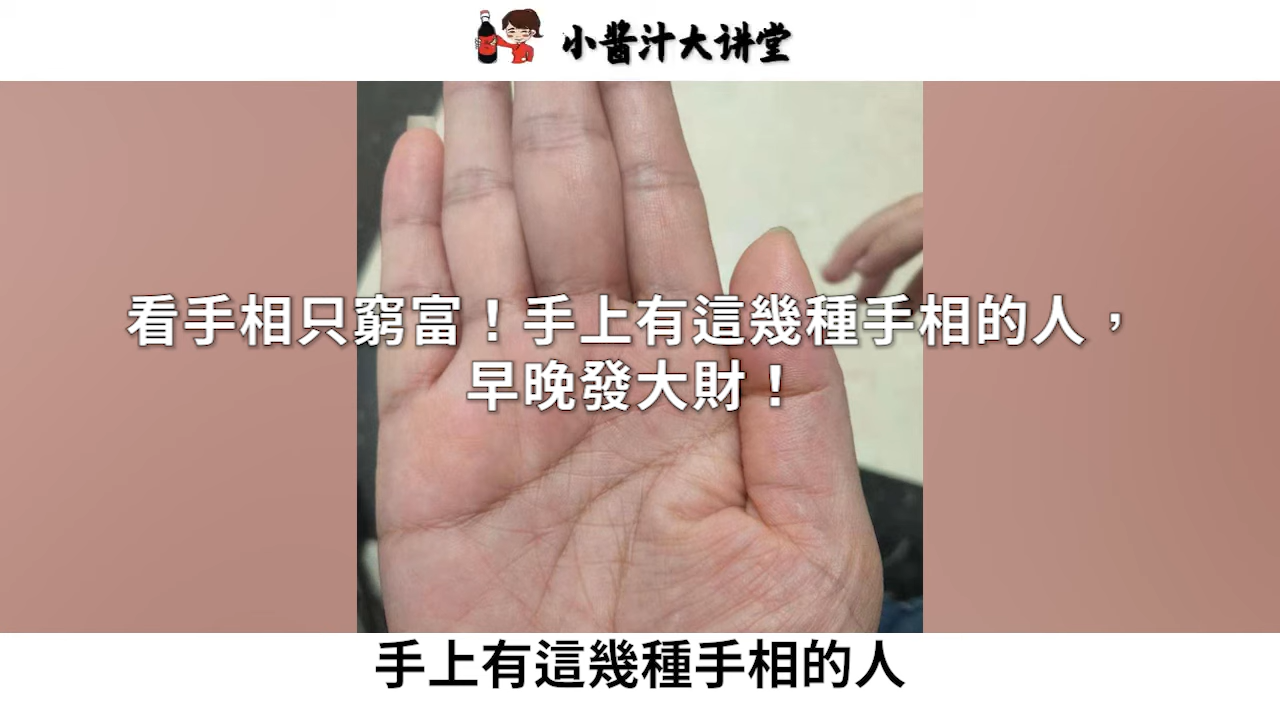 小酱汁大讲堂
看手相只窮富！手上有這幾種手相的人，
早晚發大財！
手上有這幾種手相的人